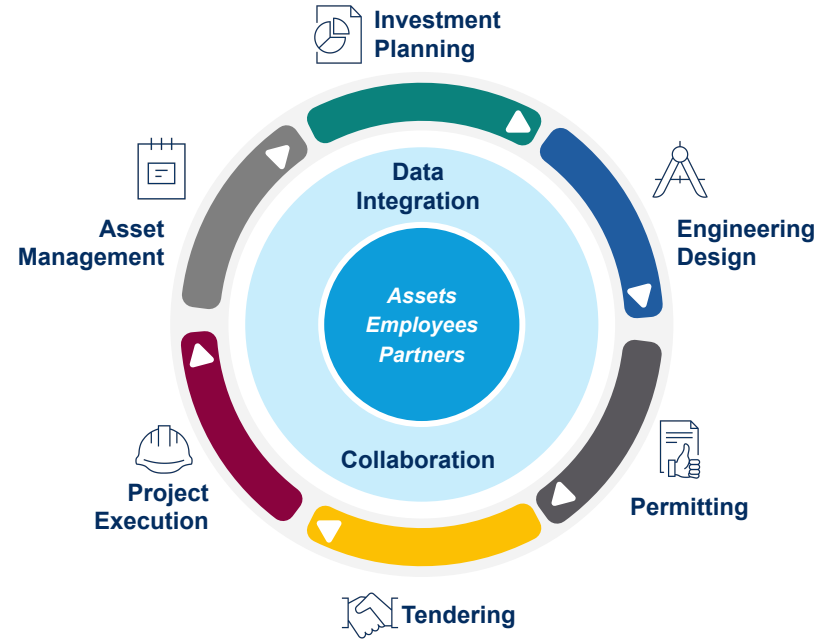 Investment
Planning
Engineering
Design
Permitting
Tendering
Project
Execution
Asset
Management
Data
Integration
Assets
Employees
Partners
Collaboration